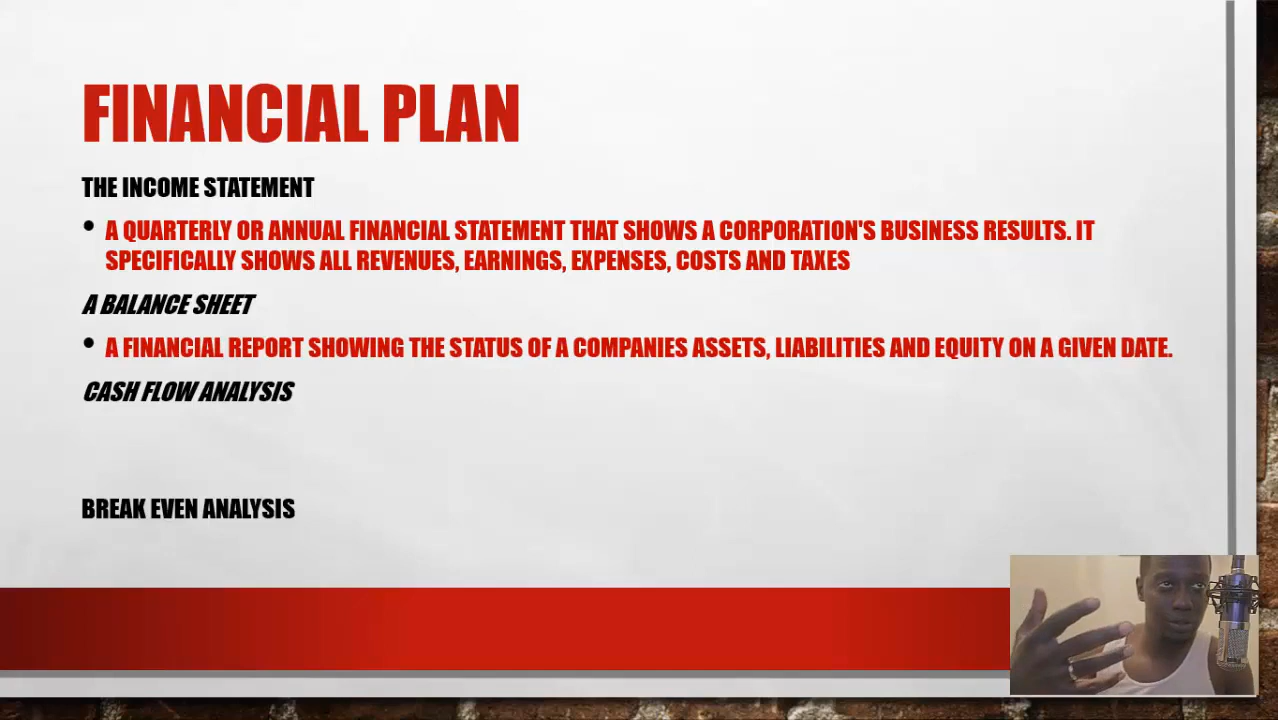 FINANCIAL PLAN
THE INCOME STATEMENT
• A QUARTERLY OR ANNUAL FINANCIAL STATEMENT THAT SHOWS A CORPORATION'S BUSINESS RESULTS. IT
SPECIFICALLY SHOWS ALL REVENUES, EARNINGS, EXPENSES, COSTS AND TAXES
A BALANCE SHEET
• A FINANCIAL REPORT SHOWING THE STATUS OF A COMPANIES ASSETS, LIABILITIES AND EQUITY ON A GIVEN DATE.
CASH FLOW ANALYSIS
BREAK EVEN ANALYSIS